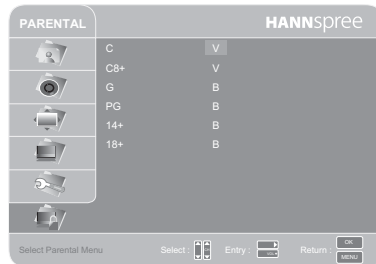 PARENTAL
HANNspree
C V
C8+ V
G B
PG B
14+ B
18+ B
Select Parental Menu Select : Entry : Return : OK
MENU